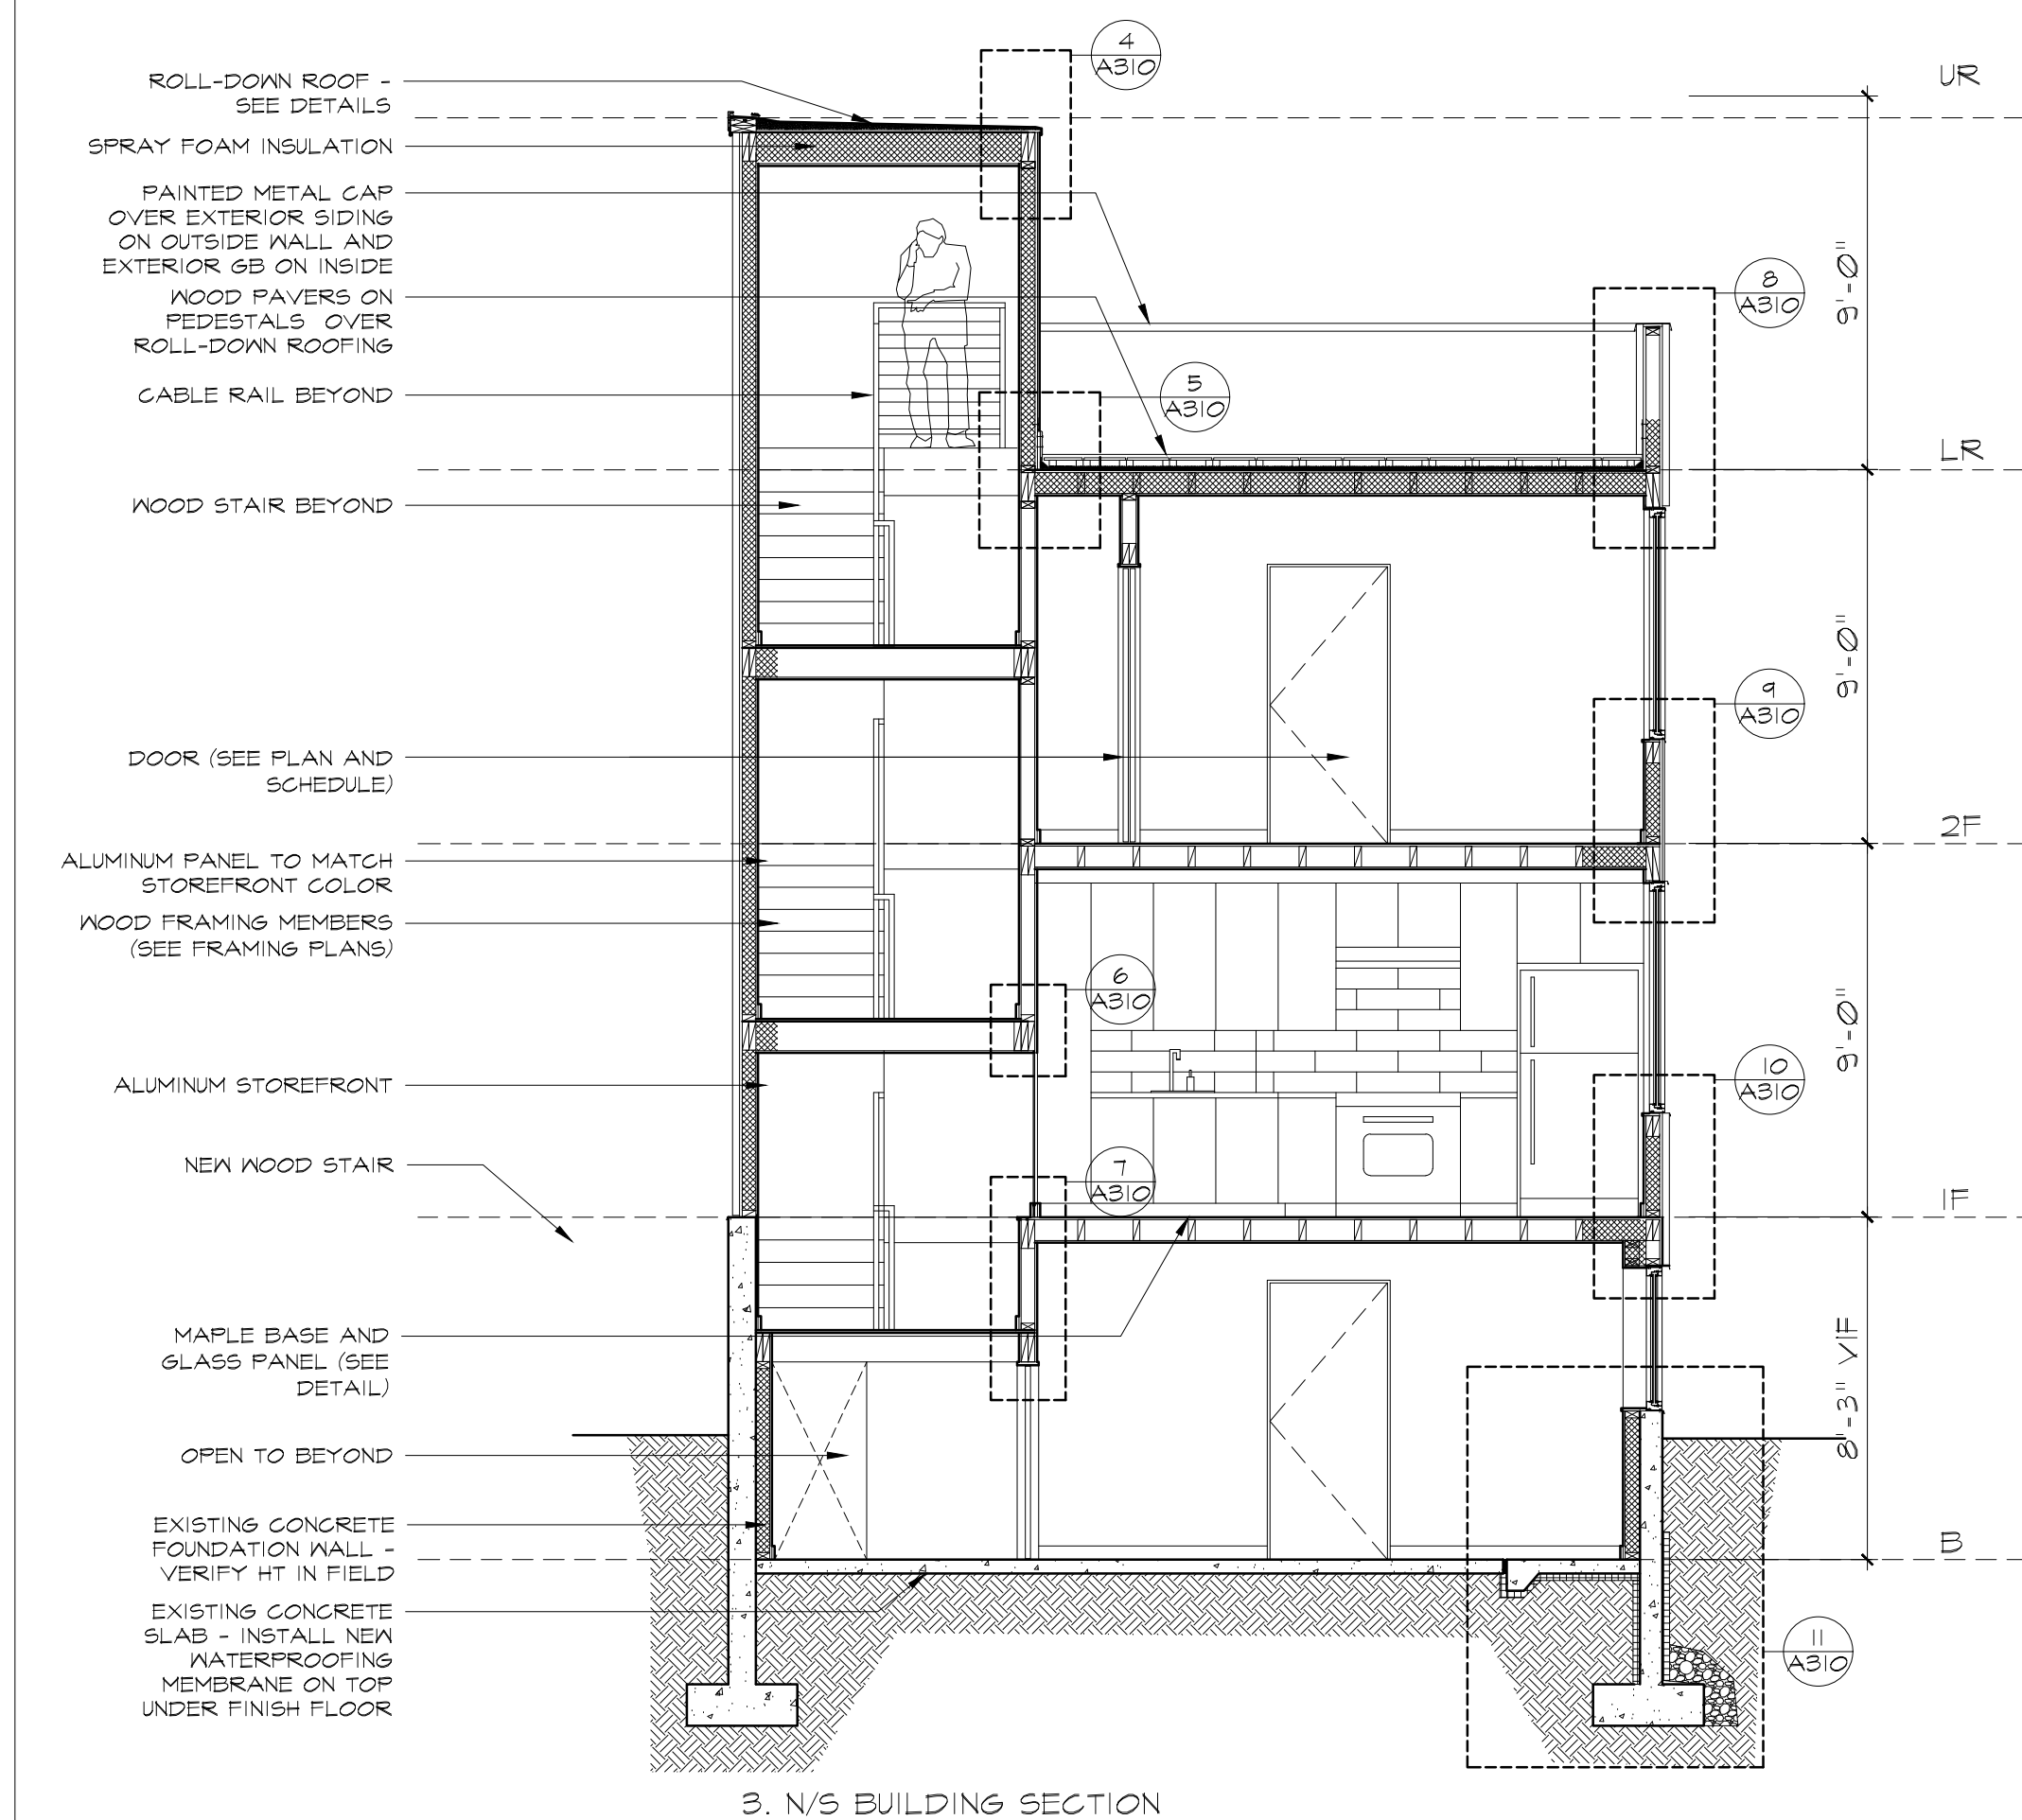 ROLL-DOWN ROOF -
SEE DETAILS
SPRAY FOAM INSULATION
PAINTED METAL CAP
OVER EXTERIOR SIDING
ON OUTSIDE WALL AND
EXTERIOR GB ON INSIDE
WOOD PAVERS ON
PEDESTALS OVER
ROLL-DOWN ROOFING
CABLE RAIL BEYOND
WOOD STAIR BEYOND
DOOR (SEE PLAN AND
SCHEDULE)
ALUMINUM PANEL TO MATCH
STOREFRONT COLOR
WOOD FRAMING MEMBERS
(SEE FRAMING PLANS)
ALUMINUM STOREFRONT
NEW WOOD STAIR
MAPLE BASE AND
GLASS PANEL (SEE
DETAIL)
OPEN TO BEYOND
EXISTING CONCRETE
FOUNDATION WALL -
VERIFY HT IN FIELD
EXISTING CONCRETE
SLAB - INSTALL NEW
WATERPROOFING
MEMBRANE ON TOP
UNDER FINISH FLOOR
4
A310
5
A310
6
A310
7
A310
8
A310
9
A310
10
A310
11
A310
UR
9'-0"
LR
9'-0"
2F
9'-0"
1F
8'-3" VIF
B
3. N/S BUILDING SECTION